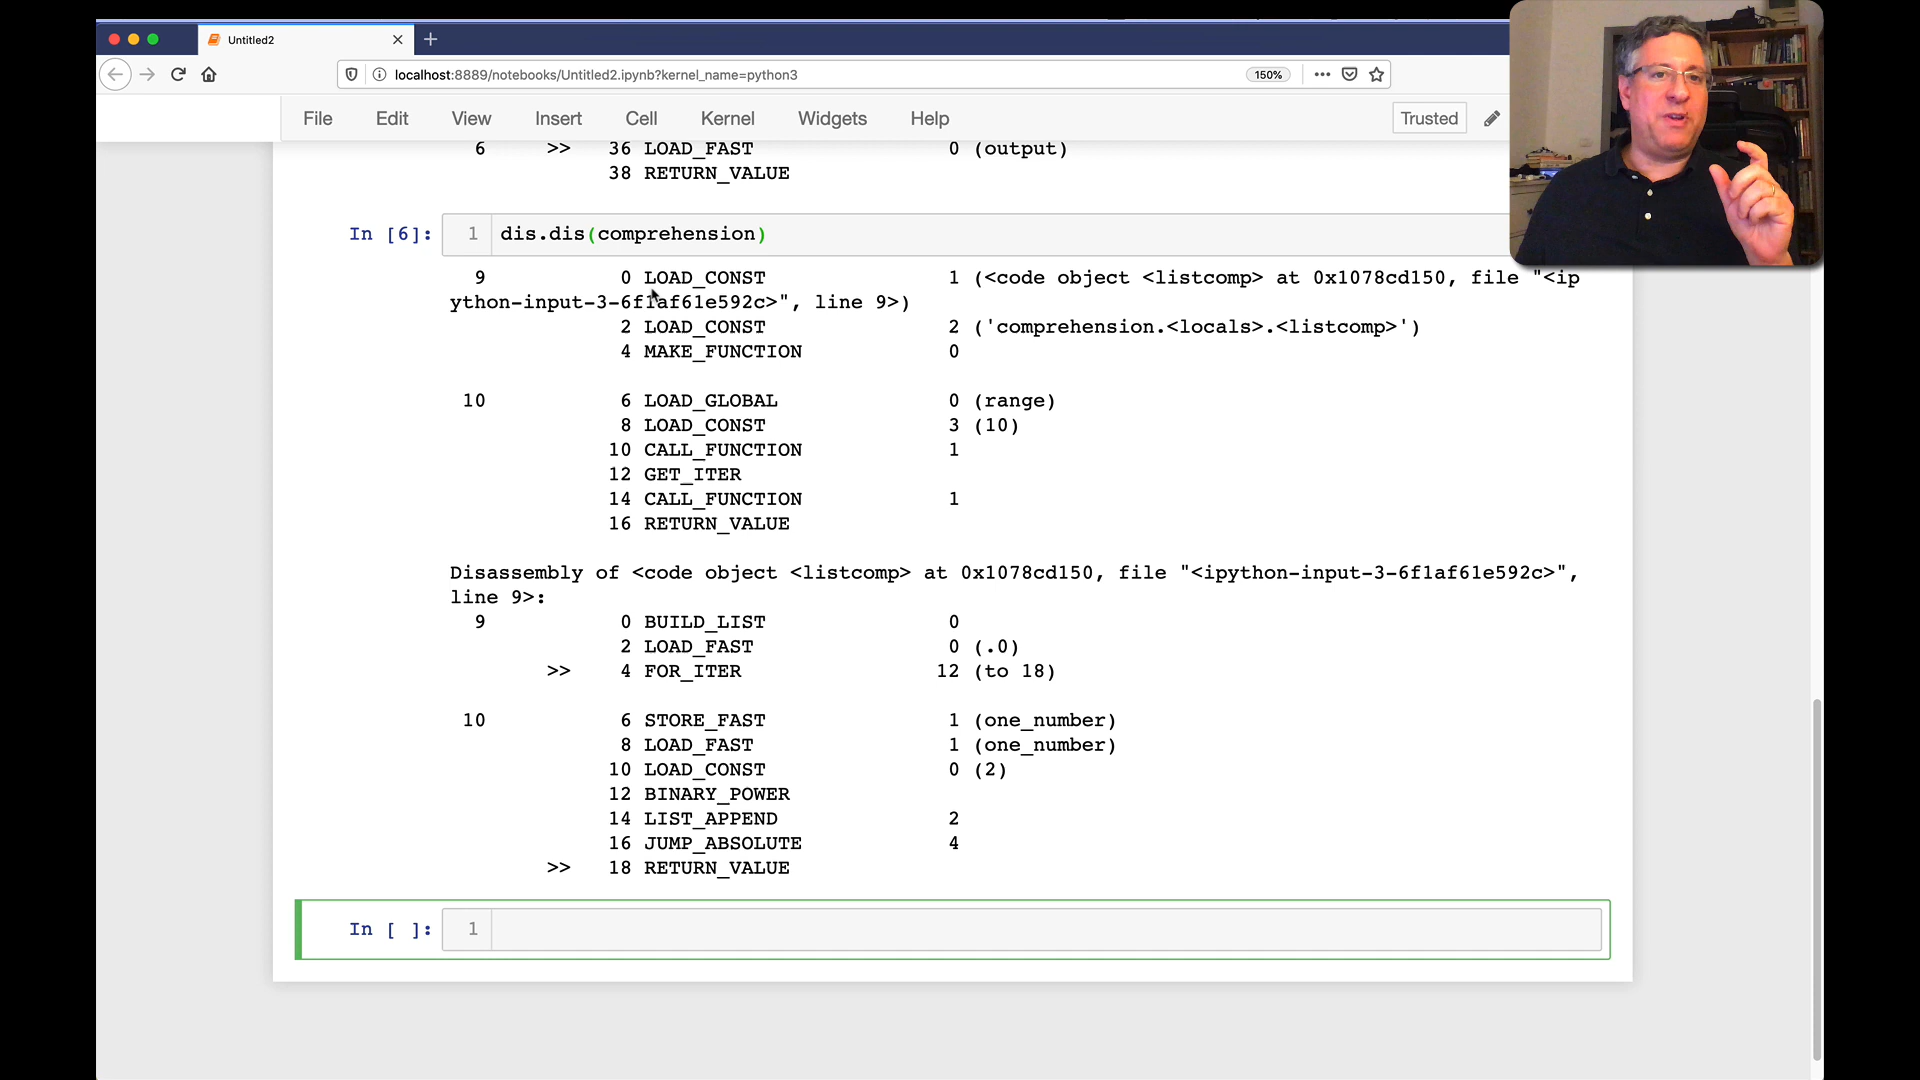 Untitled2
localhost:8889/notebooks/Untitled2.ipynb?kernel_name=python3
150%
File Edit View Insert Cell Kernel Widgets Help Trusted
6 >> 36 LOAD_FAST 0 (output)
38 RETURN_VALUE
In [6]: 1 dis.dis(comprehension)
9 0 LOAD_CONST 1 (<code object <listcomp> at 0x1078cd150, file "<ip
ython-input-3-6f1af61e592c>", line 9>)
2 LOAD_CONST 2 ('comprehension.<locals>.<listcomp>')
4 MAKE_FUNCTION 0
10 6 LOAD_GLOBAL 0 (range)
8 LOAD_CONST 3 (10)
10 CALL_FUNCTION 1
12 GET_ITER
14 CALL_FUNCTION 1
16 RETURN_VALUE
Disassembly of <code object <listcomp> at 0x1078cd150, file "<ipython-input-3-6f1af61e592c>",
line 9>:
9 0 BUILD_LIST 0
2 LOAD_FAST 0 (.0)
>> 4 FOR_ITER 12 (to 18)
10 6 STORE_FAST 1 (one_number)
8 LOAD_FAST 1 (one_number)
10 LOAD_CONST 0 (2)
12 BINARY_POWER
14 LIST_APPEND 2
16 JUMP_ABSOLUTE 4
>> 18 RETURN_VALUE
In [ ]: 1